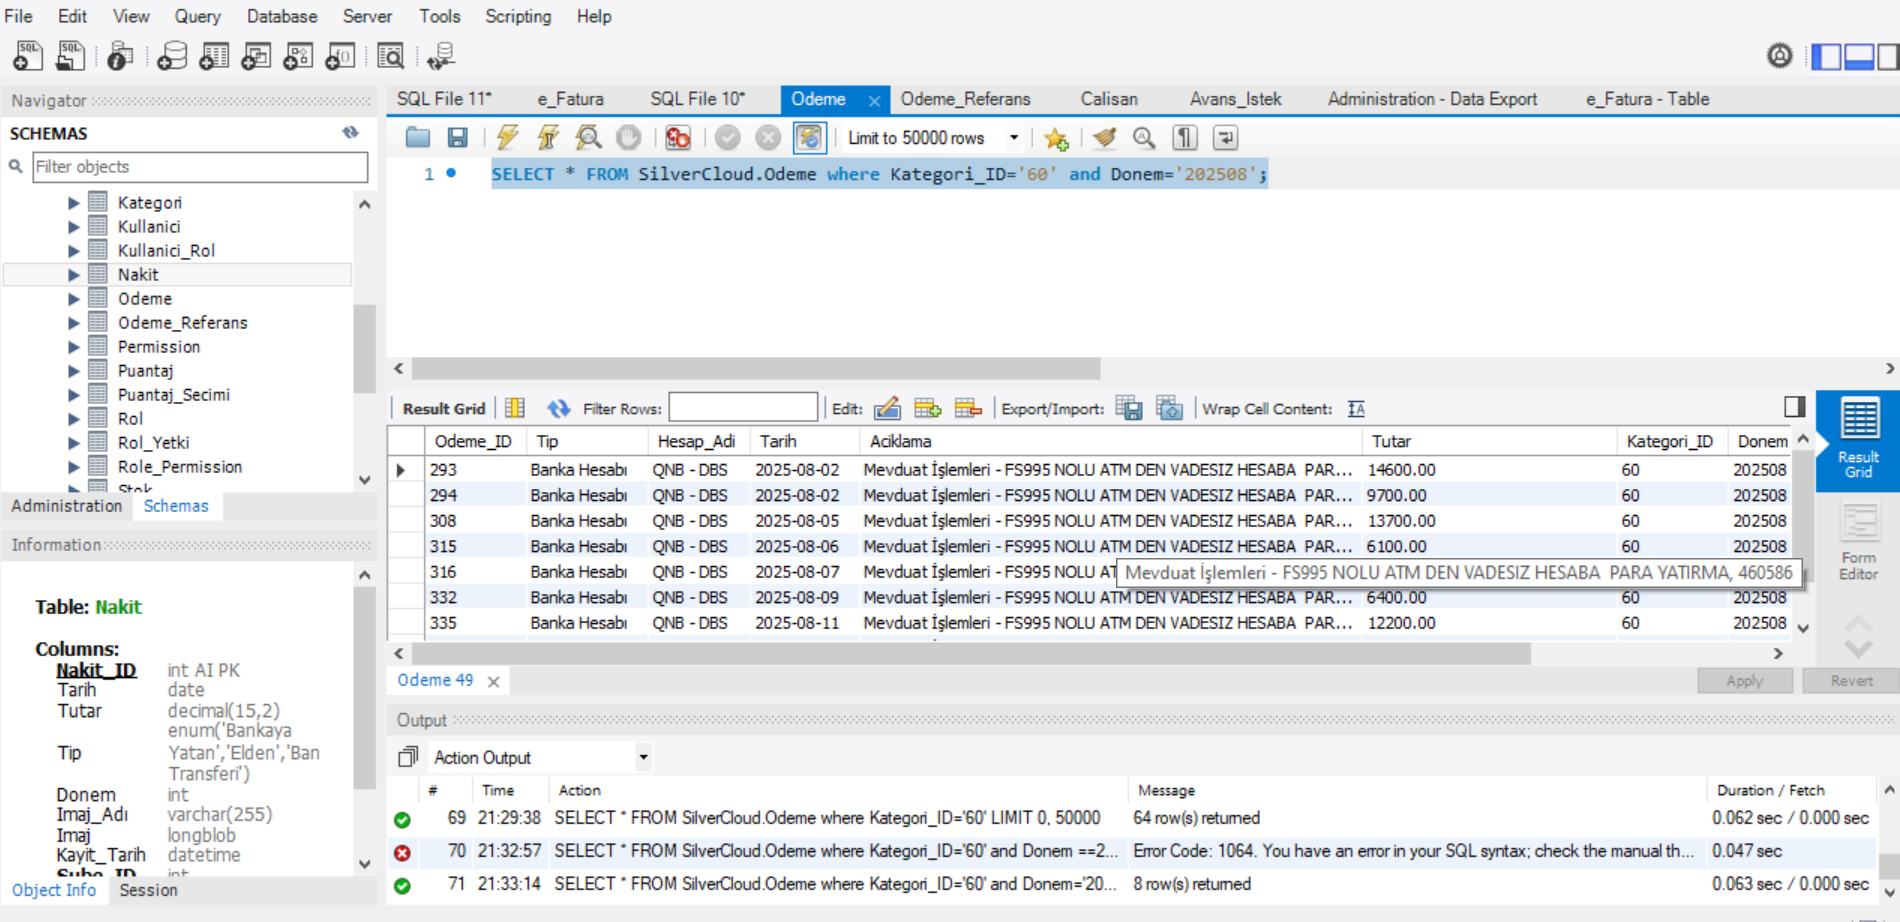 File Edit View Query Database Server Tools Scripting Help
Navigator
SCHEMAS
Filter objects
Kategori
Kullanici
Kullanici_Rol
Nakit
Odeme
Odeme_Referans
Permission
Puantaj
Puantaj_Secimi
Rol
Rol_Yetki
Role_Permission
Stok
Administration Schemas
Information
Table: Nakit
Columns:
Nakit_ID int AI PK
Tarih date
Tutar decimal(15,2)
enum('Bankaya
Tip Yatan','Elden','Ban
Transferi')
Donem int
Imaj_Adı varchar(255)
Imaj longblob
Kayit_Tarih datetime
Sube_ID int
Object Info Session
SQL File 11* e_Fatura SQL File 10* Odeme Odeme_Referans Calisan Avans_Istek Administration - Data Export e_Fatura - Table
Limit to 50000 rows
1 SELECT * FROM SilverCloud.Odeme where Kategori_ID='60' and Donem='202508';
Result Grid Filter Rows: Edit: Export/Import: Wrap Cell Content:
Odeme_ID Tip Hesap_Adi Tarih Aciklama Tutar Kategori_ID Donem
293 Banka Hesabı QNB - DBS 2025-08-02 Mevduat İşlemleri - FS995 NOLU ATM DEN VADESIZ HESABA PAR... 14600.00 60 202508
294 Banka Hesabı QNB - DBS 2025-08-02 Mevduat İşlemleri - FS995 NOLU ATM DEN VADESIZ HESABA PAR... 9700.00 60 202508
308 Banka Hesabı QNB - DBS 2025-08-05 Mevduat İşlemleri - FS995 NOLU ATM DEN VADESIZ HESABA PAR... 13700.00 60 202508
315 Banka Hesabı QNB - DBS 2025-08-06 Mevduat İşlemleri - FS995 NOLU ATM DEN VADESIZ HESABA PAR... 6100.00 60 202508
316 Banka Hesabı QNB - DBS 2025-08-07 Mevduat İşlemleri - FS995 NOLU AT
Mevduat İşlemleri - FS995 NOLU ATM DEN VADESIZ HESABA PARA YATIRMA, 460586
332 Banka Hesabı QNB - DBS 2025-08-09 Mevduat İşlemleri - FS995 NOLU ATM DEN VADESIZ HESABA PAR... 6400.00 60 202508
335 Banka Hesabı QNB - DBS 2025-08-11 Mevduat İşlemleri - FS995 NOLU ATM DEN VADESIZ HESABA PAR... 12200.00 60 202508
Result
Grid
Form
Editor
Odeme 49 Apply Revert
Output
Action Output
# Time Action Message Duration / Fetch
69 21:29:38 SELECT * FROM SilverCloud.Odeme where Kategori_ID='60' LIMIT 0, 50000 64 row(s) returned 0.062 sec / 0.000 sec
70 21:32:57 SELECT * FROM SilverCloud.Odeme where Kategori_ID='60' and Donem ==2... Error Code: 1064. You have an error in your SQL syntax; check the manual th... 0.047 sec
71 21:33:14 SELECT * FROM SilverCloud.Odeme where Kategori_ID='60' and Donem='20... 8 row(s) returned 0.063 sec / 0.000 sec